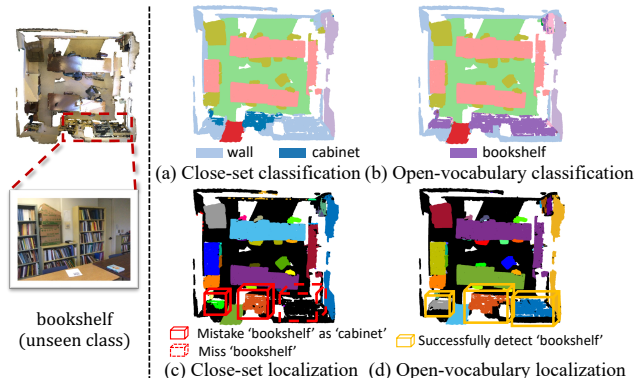 wall
cabinet
bookshelf
(a) Close-set classification
(b) Open-vocabulary classification
bookshelf
(unseen class)
Mistake 'bookshelf' as 'cabinet'
Miss 'bookshelf'
Successfully detect 'bookshelf'
(c) Close-set localization
(d) Open-vocabulary localization